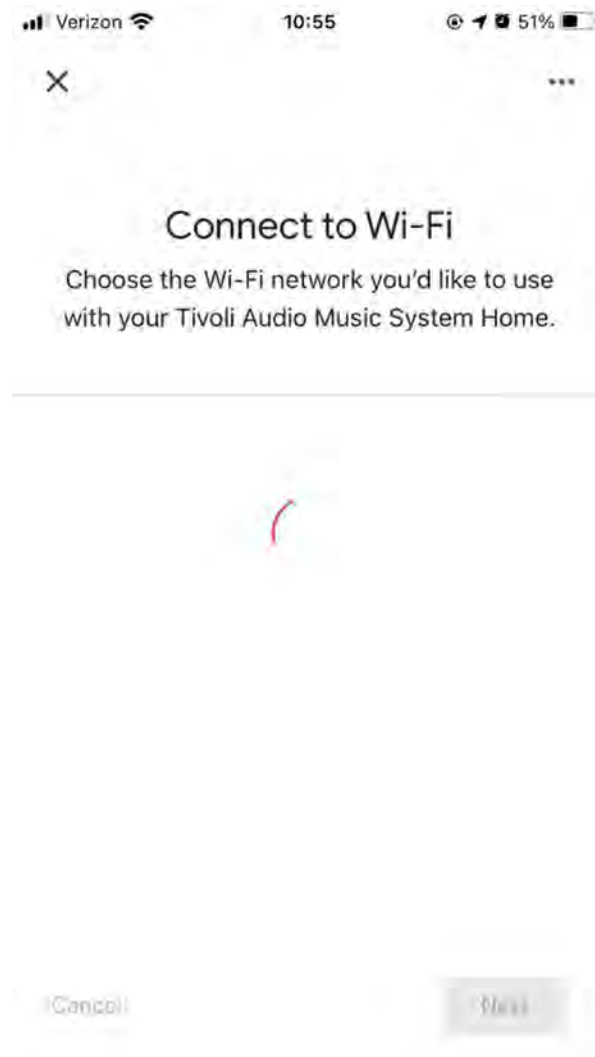 Verizon 10:55 51%
Connect to Wi-Fi
Choose the Wi-Fi network you'd like to use
with your Tivoli Audio Music System Home.
Cancel Next